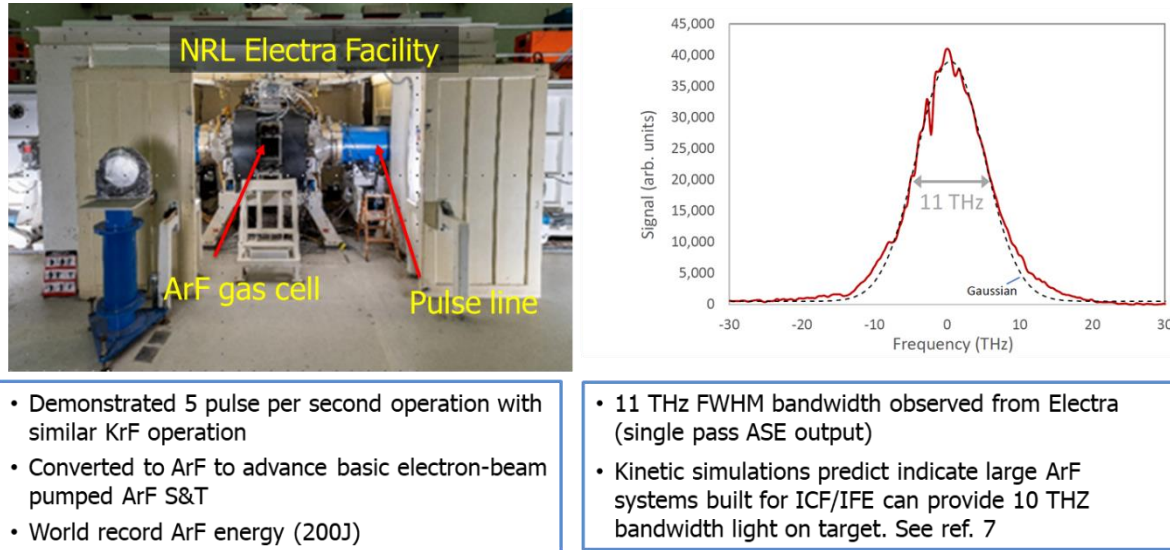 NRL Electra Facility
ArF gas cell
Pulse line
45,000
40,000
35,000
30,000
25,000
20,000
15,000
10,000
5,000
0
Signal (arb. units)
11 THz
Gaussian
-30
-20
-10
0
10
20
30
Frequency (THz)
• Demonstrated 5 pulse per second operation with
similar KrF operation
• Converted to ArF to advance basic electron-beam
pumped ArF S&T
• World record ArF energy (200J)
• 11 THz FWHM bandwidth observed from Electra
(single pass ASE output)
• Kinetic simulations predict indicate large ArF
systems built for ICF/IFE can provide 10 THZ
bandwidth light on target. See ref. 7